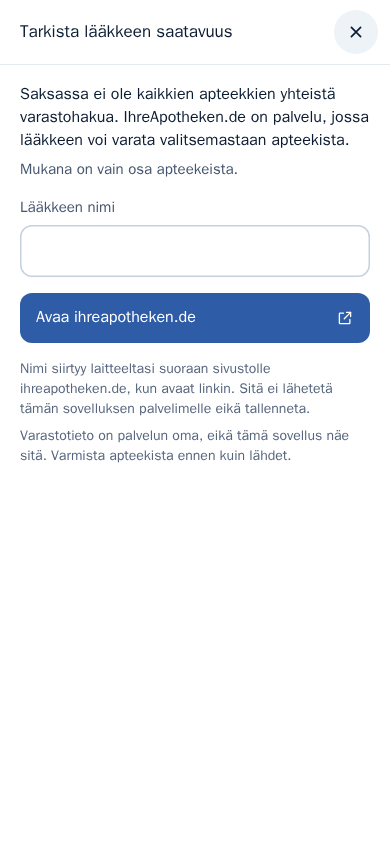 Tarkista lääkkeen saatavuus
Saksassa ei ole kaikkien apteekkien yhteistä
varastohakua. IhreApotheken.de on palvelu, jossa
lääkkeen voi varata valitsemastaan apteekista.
Mukana on vain osa apteekeista.
Lääkkeen nimi
Avaa ihreapotheken.de
Nimi siirtyy laitteeltasi suoraan sivustolle
ihreapotheken.de, kun avaat linkin. Sitä ei lähetetä
tämän sovelluksen palvelimelle eikä tallenneta.
Varastotieto on palvelun oma, eikä tämä sovellus näe
sitä. Varmista apteekista ennen kuin lähdet.